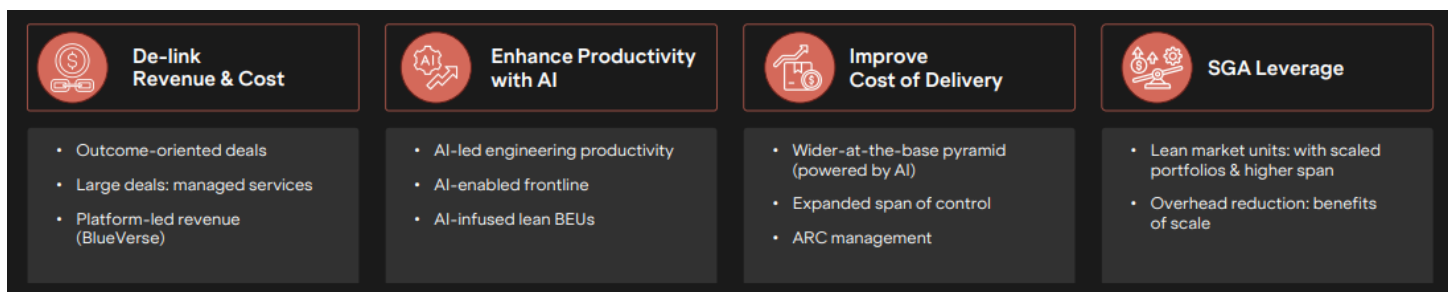 De-link
Revenue & Cost
• Outcome-oriented deals
• Large deals: managed services
• Platform-led revenue
(BlueVerse)
AI
Enhance Productivity
with AI
• AI-led engineering productivity
• AI-enabled frontline
• AI-infused lean BEUs
Improve
Cost of Delivery
• Wider-at-the-base pyramid
(powered by AI)
• Expanded span of control
• ARC management
SGA Leverage
• Lean market units: with scaled
portfolios & higher span
• Overhead reduction: benefits
of scale